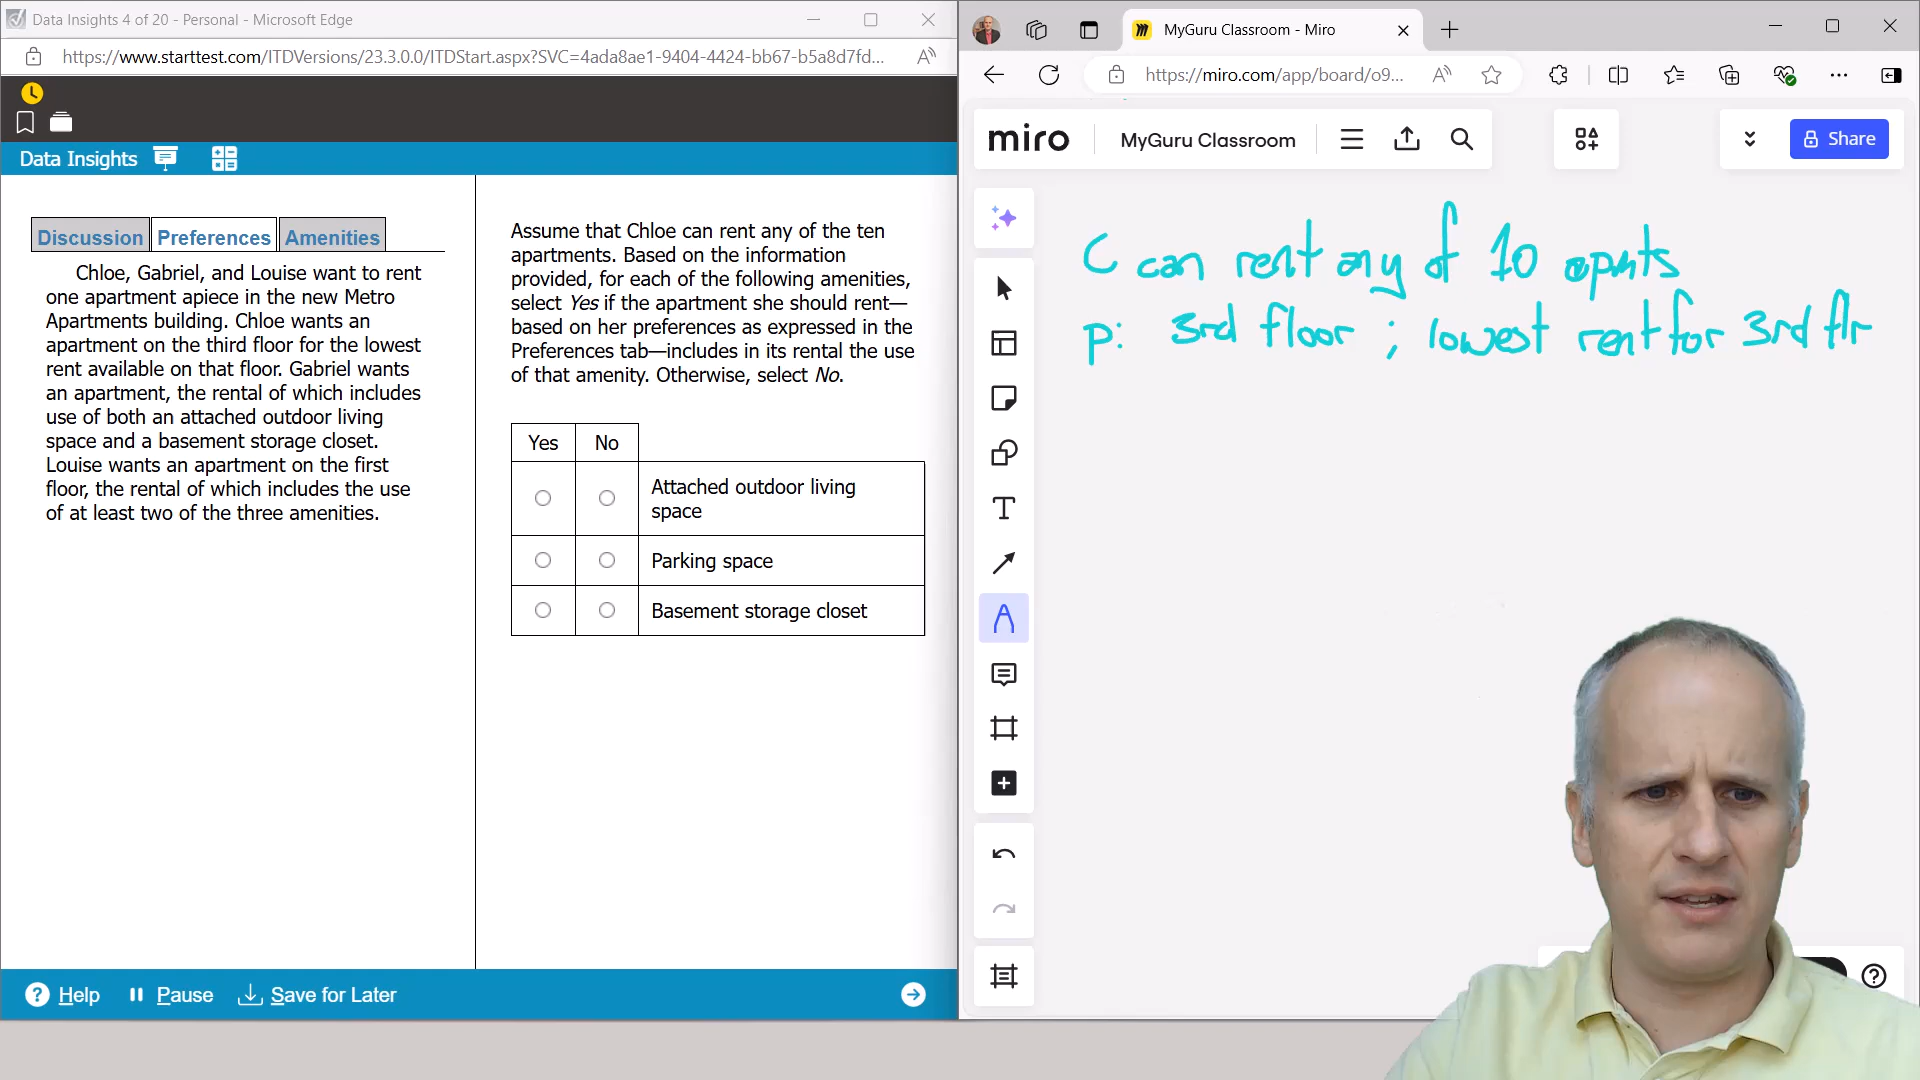 Data Insights 4 of 20 - Personal - Microsoft Edge
https://www.starttest.com/ITDVersions/23.3.0.0/ITDStart.aspx?SVC=4ada8ae1-9404-4424-bb67-b5a8d7fd...
Data Insights
Discussion Preferences Amenities
Chloe, Gabriel, and Louise want to rent
one apartment apiece in the new Metro
Apartments building. Chloe wants an
apartment on the third floor for the lowest
rent available on that floor. Gabriel wants
an apartment, the rental of which includes
use of both an attached outdoor living
space and a basement storage closet.
Louise wants an apartment on the first
floor, the rental of which includes the use
of at least two of the three amenities.
Assume that Chloe can rent any of the ten
apartments. Based on the information
provided, for each of the following amenities,
select Yes if the apartment she should rent—
based on her preferences as expressed in the
Preferences tab—includes in its rental the use
of that amenity. Otherwise, select No.
Yes No
Attached outdoor living
space
Parking space
Basement storage closet
Help Pause Save for Later
MyGuru Classroom - Miro
https://miro.com/app/board/o9...
miro MyGuru Classroom Share
C can rent any of 10 apmts
P: 3rd floor ; lowest rent for 3rd flr